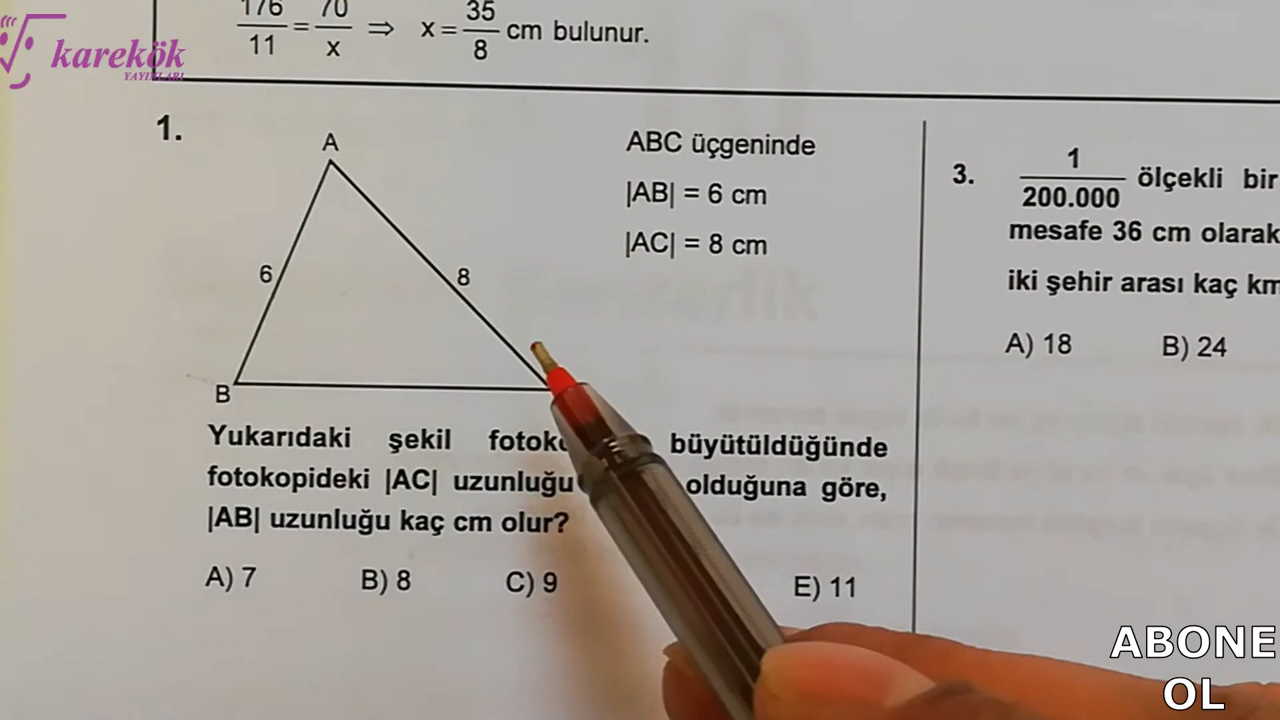 176/11 = 70/x ⇒ x = 35/8 cm bulunur.
karekök
YAYINLARI
1.
A
6
8
B
ABC üçgeninde
|AB| = 6 cm
|AC| = 8 cm
Yukarıdaki şekil büyütüldüğünde
fotokopideki |AC| uzunluğu olduğuna göre,
|AB| uzunluğu kaç cm olur?
A) 7 B) 8 C) 9 E) 11
3. 1/200.000 ölçekli bir
mesafe 36 cm olarak
iki şehir arası kaç km
A) 18 B) 24
ABONE
OL